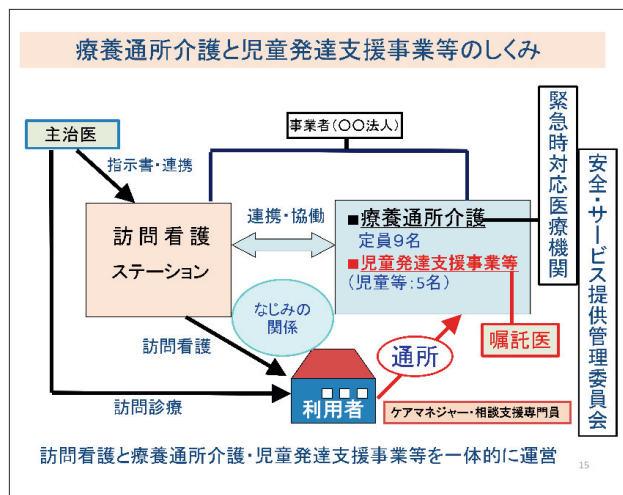 療養通所介護と児童発達支援事業等のしくみ
事業者(〇〇法人)
主治医
指示書・連携
訪問看護
ステーション
連携・協働
■療養通所介護
定員9名
■児童発達支援事業等
(児童等:5名)
緊急時対応医療機関
安全・サービス提供管理委員会
なじみの
関係
嘱託医
通所
訪問看護
利用者
訪問診療
ケアマネジャー・相談支援専門員
訪問看護と療養通所介護・児童発達支援事業等を一体的に運営
15